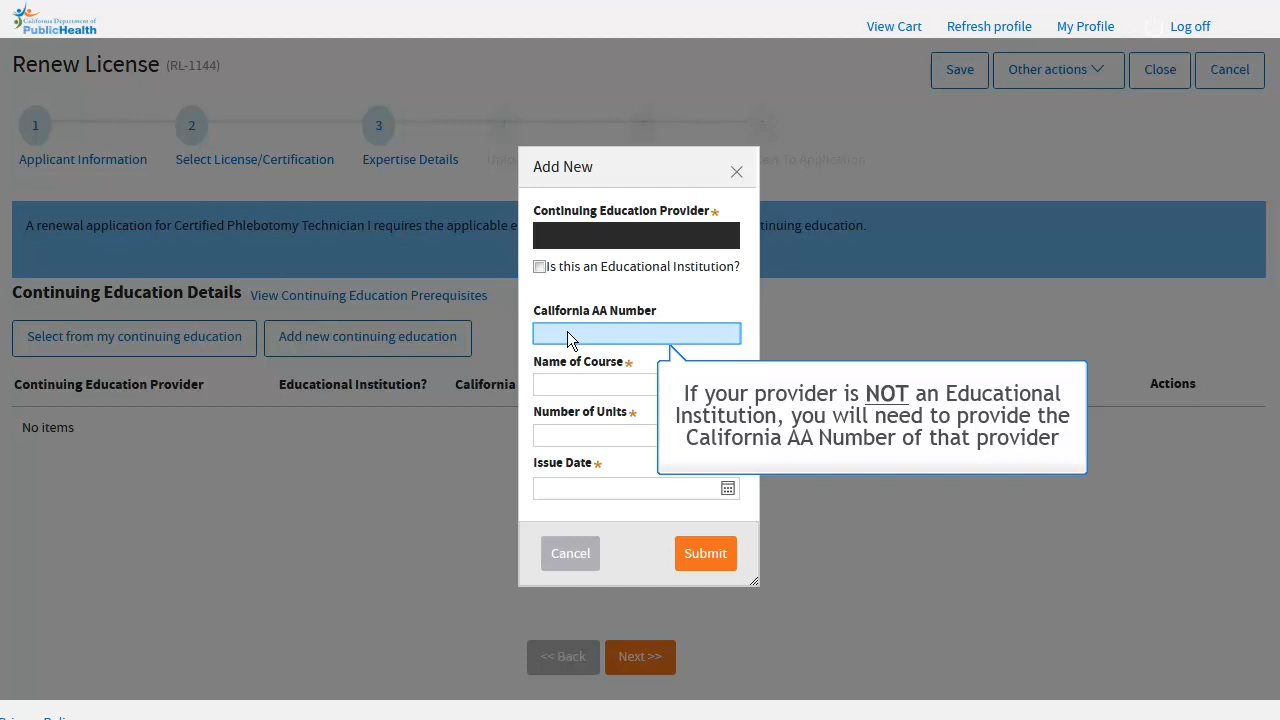 California Department of
PublicHealth
View Cart
Refresh profile
My Profile
Log off
Renew License (RL-1144)
Save
Other actions
Close
Cancel
1
2
3
Applicant Information
Select License/Certification
Expertise Details
To Application
A renewal application for Certified Phlebotomy Technician I requires the applicable
tinuing education.
Continuing Education Details
View Continuing Education Prerequisites
Select from my continuing education
Add new continuing education
Continuing Education Provider
Educational Institution?
California
Actions
No items
Add New
Continuing Education Provider*
Is this an Educational Institution?
California AA Number
Name of Course*
Number of Units*
Issue Date*
Cancel
Submit
If your provider is NOT an Educational
Institution, you will need to provide the
California AA Number of that provider
<< Back
Next >>